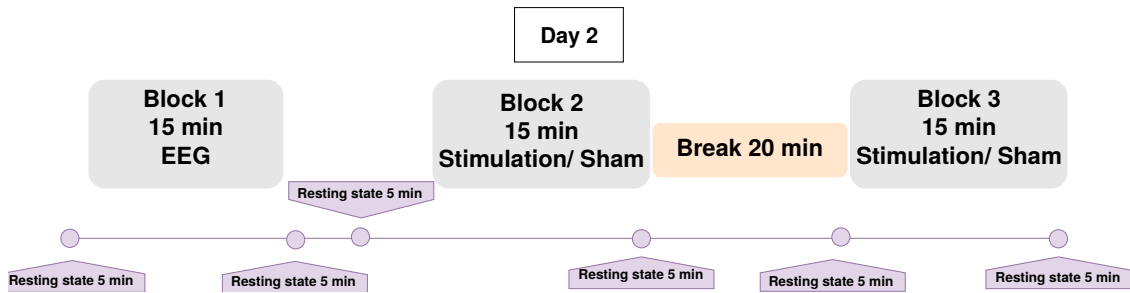 Day 2
Block 1
15 min
EEG
Block 2
15 min
Stimulation/ Sham
Break 20 min
Block 3
15 min
Stimulation/ Sham
Resting state 5 min
Resting state 5 min
Resting state 5 min
Resting state 5 min
Resting state 5 min
Resting state 5 min